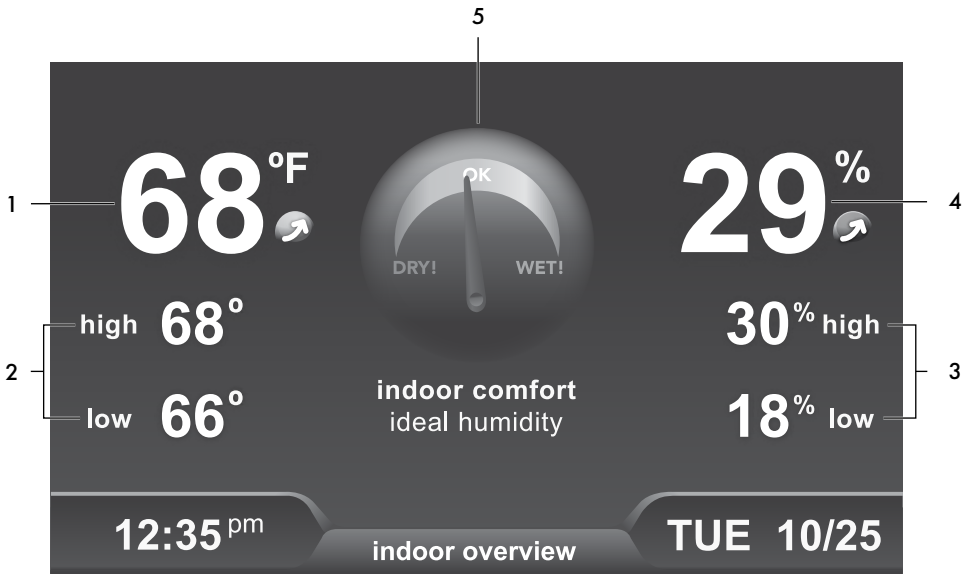 5
1
68 °F
OK
DRY!
WET!
29 %
4
2
high 68°
low 66°
indoor comfort
ideal humidity
30 % high
18 % low
3
12:35 pm
indoor overview
TUE 10/25